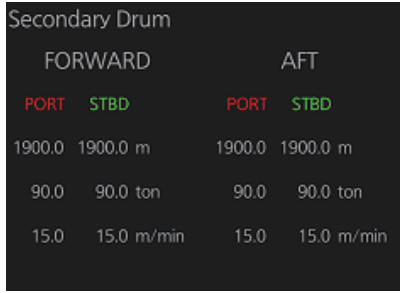 Secondary Drum
FORWARD AFT
PORT STBD PORT STBD
1900.0 1900.0 m 1900.0 1900.0 m
90.0 90.0 ton 90.0 90.0 ton
15.0 15.0 m/min 15.0 15.0 m/min